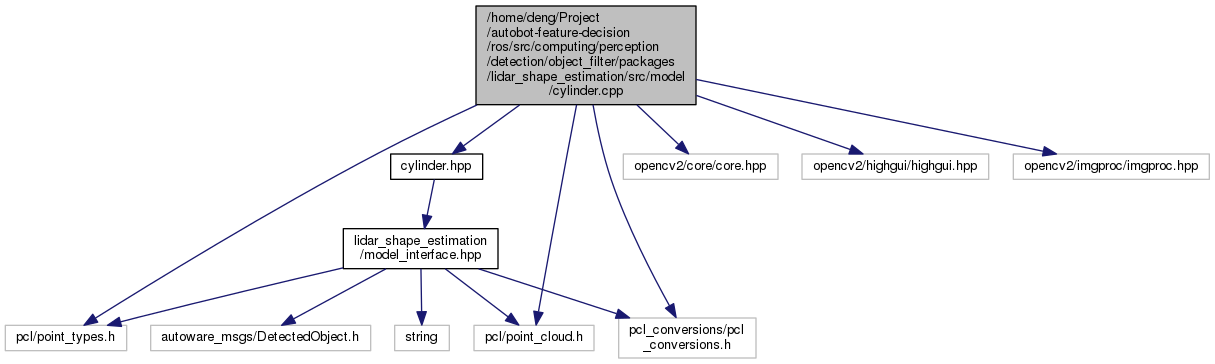 /home/deng/Project
/autobot-feature-decision
/ros/src/computing/perception
/detection/object_filter/packages
/lidar_shape_estimation/src/model
/cylinder.cpp
cylinder.hpp
opencv2/core/core.hpp
opencv2/highgui/highgui.hpp
opencv2/imgproc/imgproc.hpp
lidar_shape_estimation
/model_interface.hpp
pcl/point_types.h
autoware_msgs/DetectedObject.h
string
pcl/point_cloud.h
pcl_conversions/pcl
_conversions.h